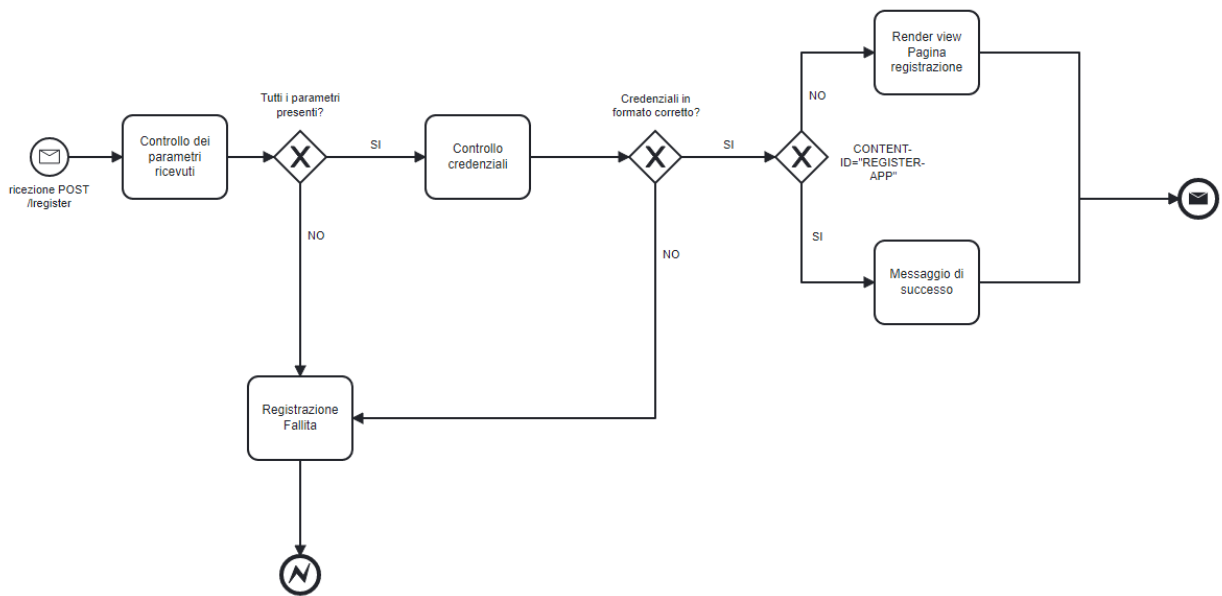 Render view
Pagina
registrazione
NO
Tutti i parametri
presenti?
Credenziali in
formato corretto?
Controllo dei
parametri
ricevuti
SI
Controllo
credenziali
SI
CONTENT-
ID="REGISTER-
APP"
ricezione POST
/lregister
NO
NO
SI
Messaggio di
successo
Registrazione
Fallita